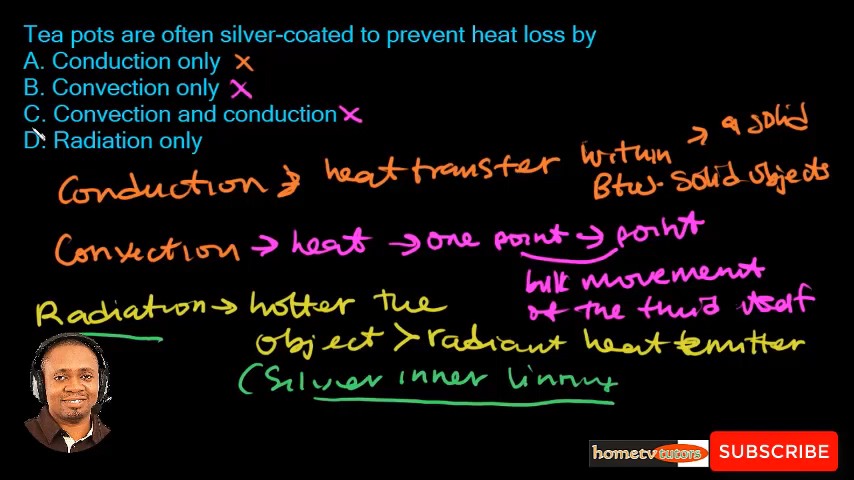 Tea pots are often silver-coated to prevent heat loss by
A. Conduction only X
B. Convection only X
C. Convection and conduction X
D. Radiation only
Conduction → heat transfer within → a solid
Btw. solid objects
Convection → heat → one point → point
bulk movement
of the fluid itself
Radiation → hotter the
object > radiant heat emitter
(Silver inner lining
hometvtutors
SUBSCRIBE